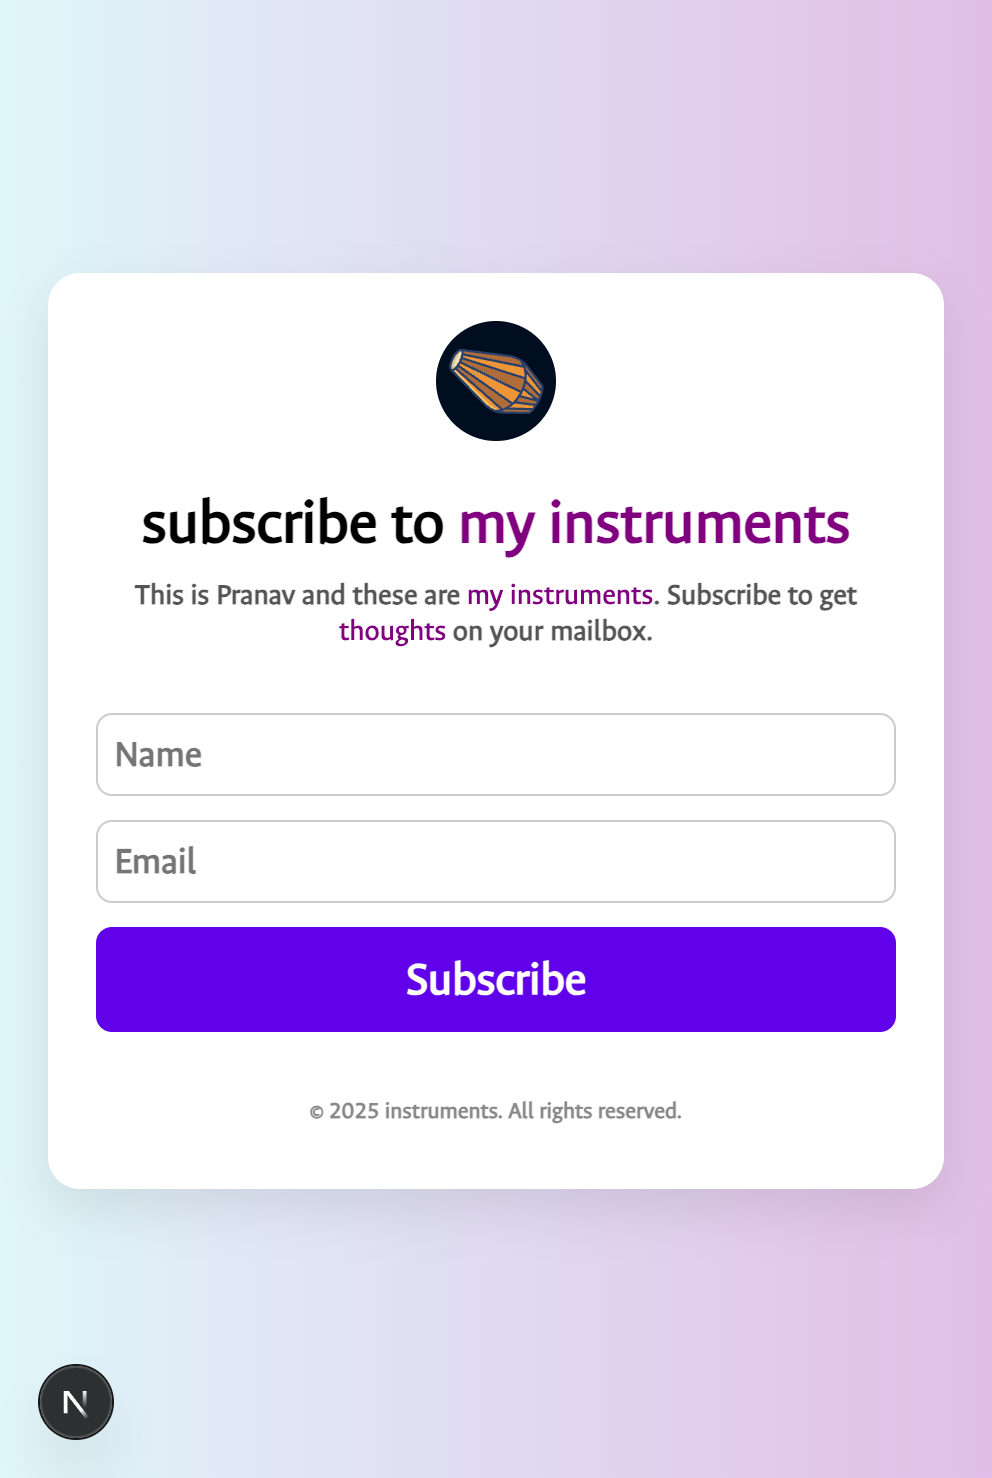 subscribe to my instruments
This is Pranav and these are my instruments. Subscribe to get
thoughts on your mailbox.
Name
Email
Subscribe
© 2025 instruments. All rights reserved.
N